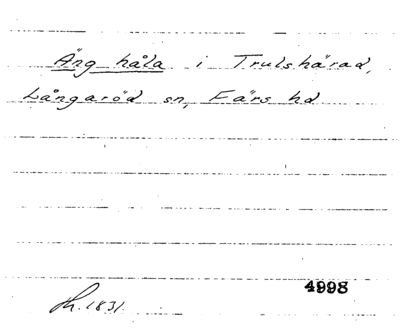 Äng håla i Trulshärad,
Långaröd sn, Färs hd
4998
h. 1831